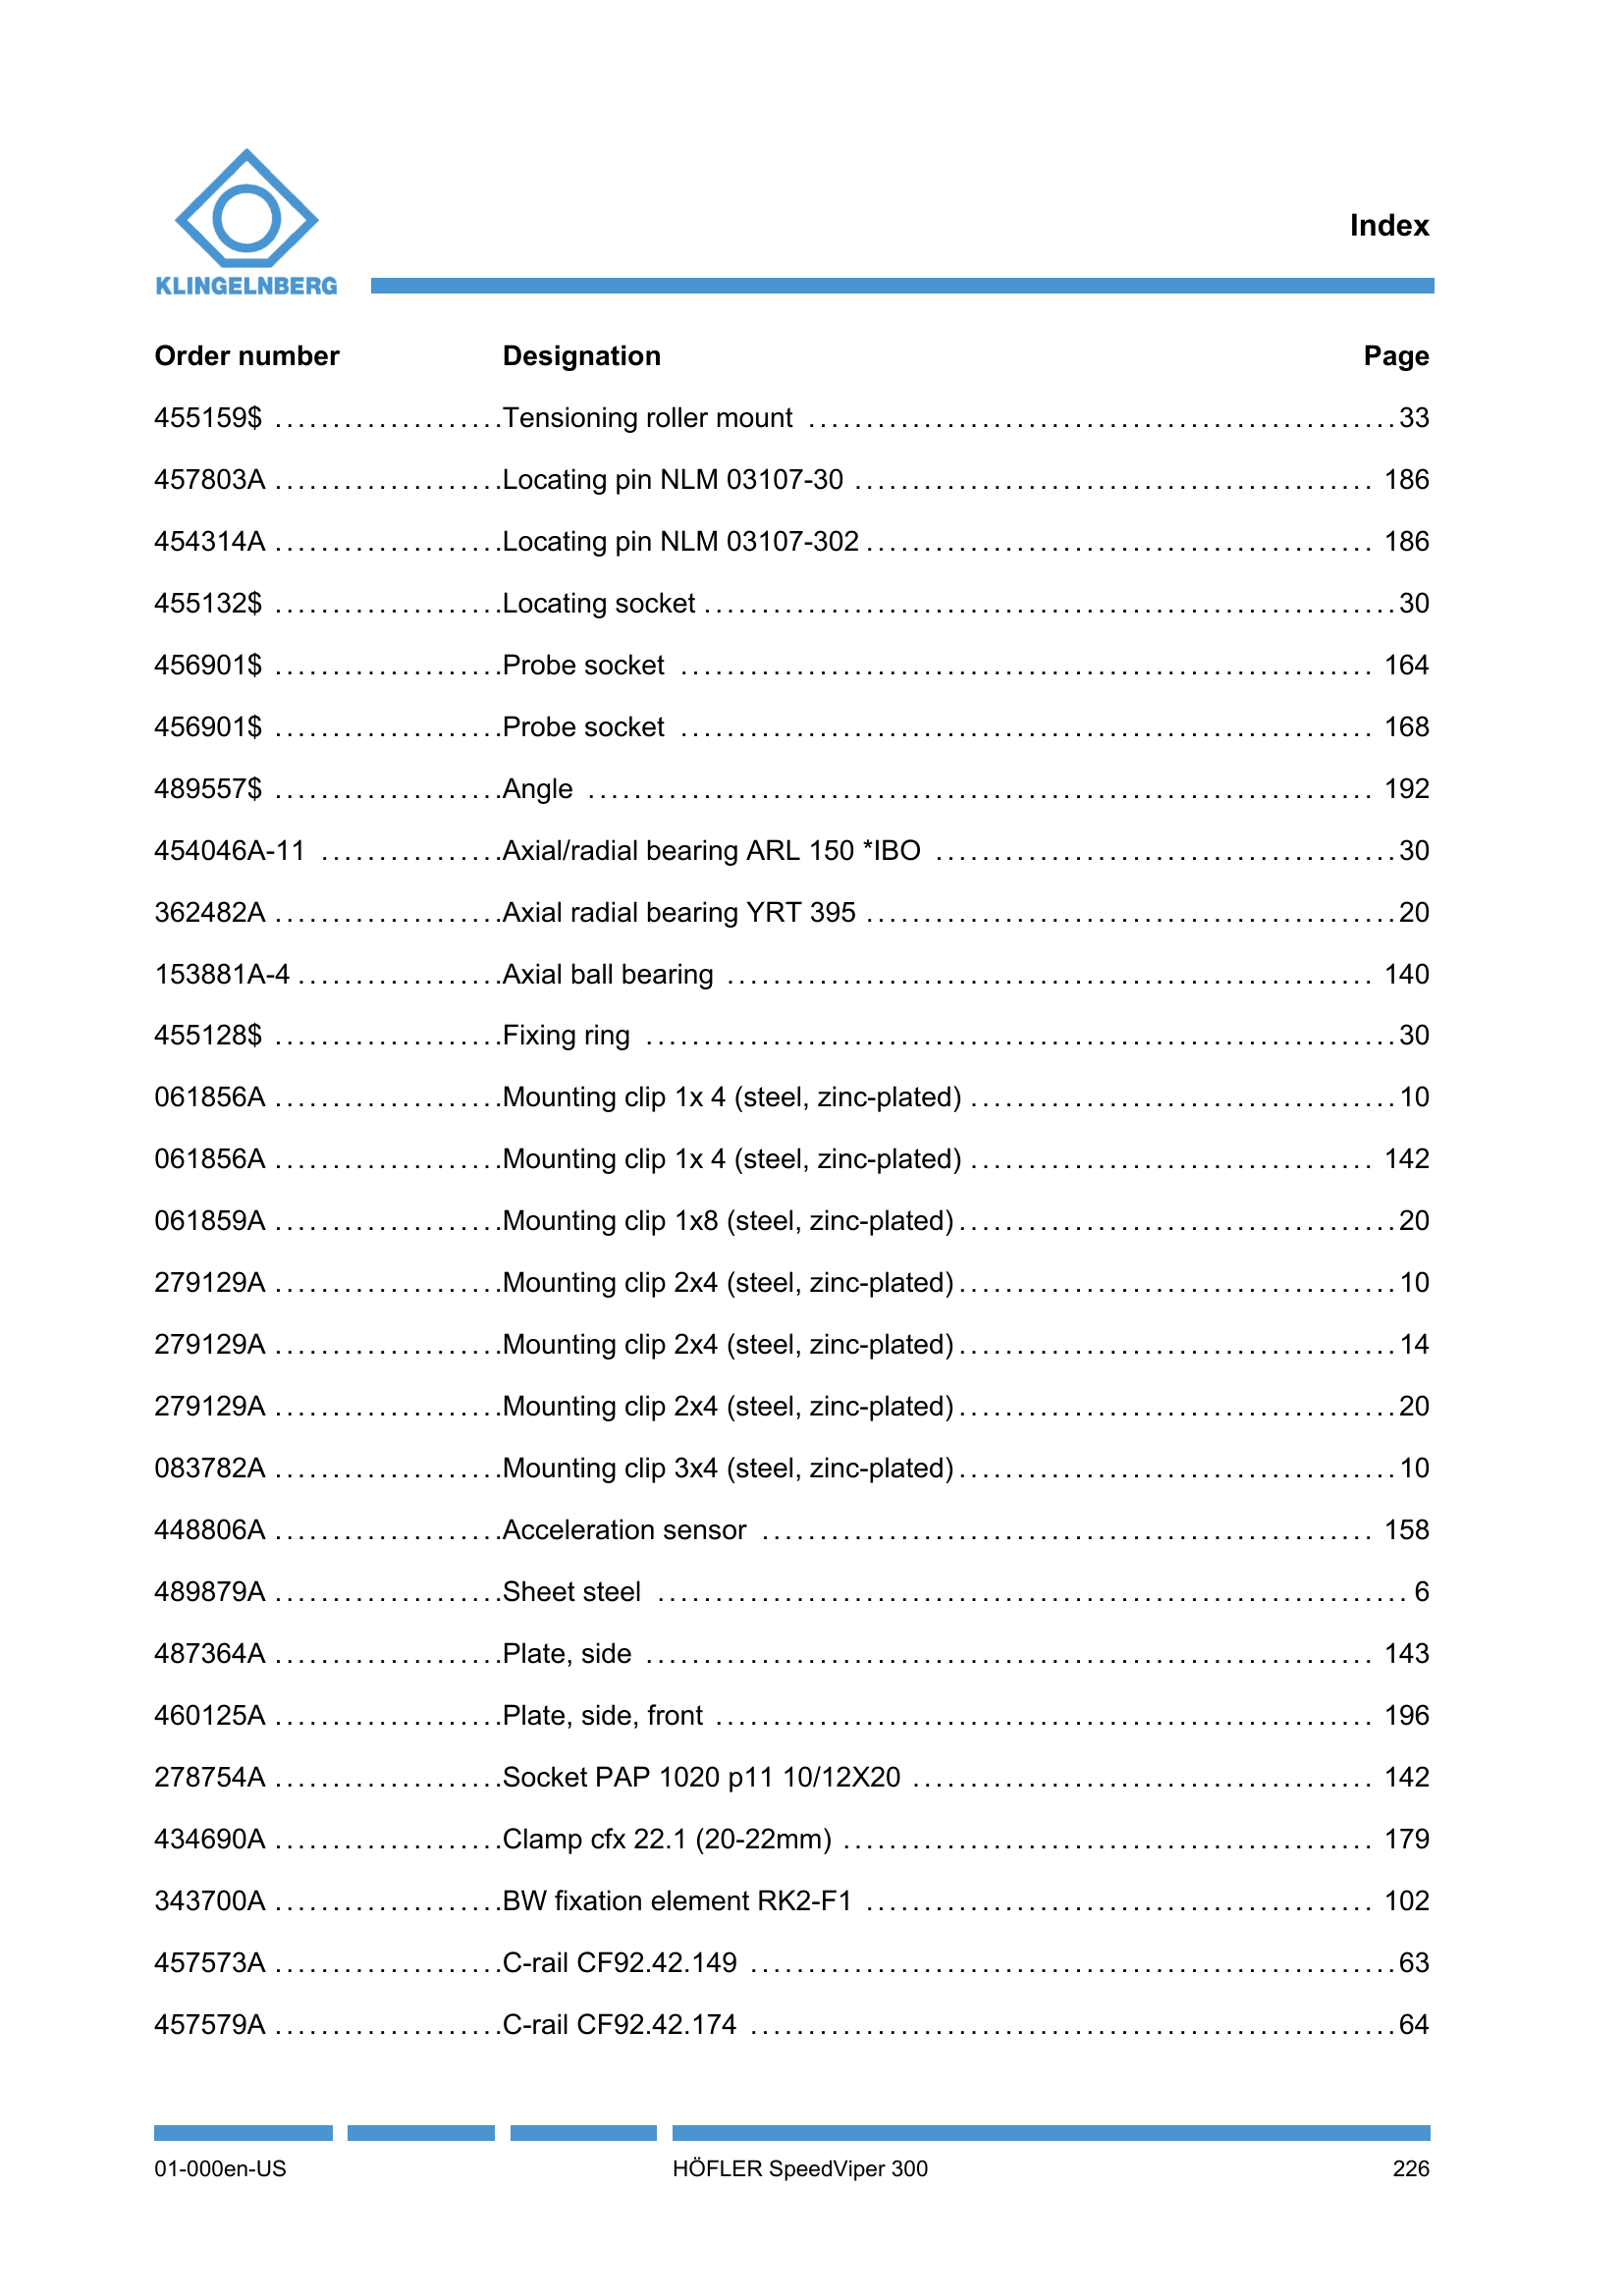 Index
KLINGELNBERG
Order number Designation Page
455159$ ....................Tensioning roller mount ...................................................33
457803A ....................Locating pin NLM 03107-30 ............................................. 186
454314A ....................Locating pin NLM 03107-302 ............................................ 186
455132$ ....................Locating socket ............................................................30
456901$ ....................Probe socket ............................................................ 164
456901$ ....................Probe socket ............................................................ 168
489557$ ....................Angle .................................................................... 192
454046A-11 ................Axial/radial bearing ARL 150 *IBO ........................................30
362482A ....................Axial radial bearing YRT 395 ..............................................20
153881A-4 ..................Axial ball bearing ........................................................ 140
455128$ ....................Fixing ring .................................................................30
061856A ....................Mounting clip 1x 4 (steel, zinc-plated) .....................................10
061856A ....................Mounting clip 1x 4 (steel, zinc-plated) ................................... 142
061859A ....................Mounting clip 1x8 (steel, zinc-plated) ......................................20
279129A ....................Mounting clip 2x4 (steel, zinc-plated) ......................................10
279129A ....................Mounting clip 2x4 (steel, zinc-plated) ......................................14
279129A ....................Mounting clip 2x4 (steel, zinc-plated) ......................................20
083782A ....................Mounting clip 3x4 (steel, zinc-plated) ......................................10
448806A ....................Acceleration sensor ..................................................... 158
489879A ....................Sheet steel ................................................................. 6
487364A ....................Plate, side ............................................................... 143
460125A ....................Plate, side, front ......................................................... 196
278754A ....................Socket PAP 1020 p11 10/12X20 ........................................ 142
434690A ....................Clamp cfx 22.1 (20-22mm) .............................................. 179
343700A ....................BW fixation element RK2-F1 ............................................ 102
457573A ....................C-rail CF92.42.149 ........................................................63
457579A ....................C-rail CF92.42.174 ........................................................64
01-000en-US HÖFLER SpeedViper 300 226